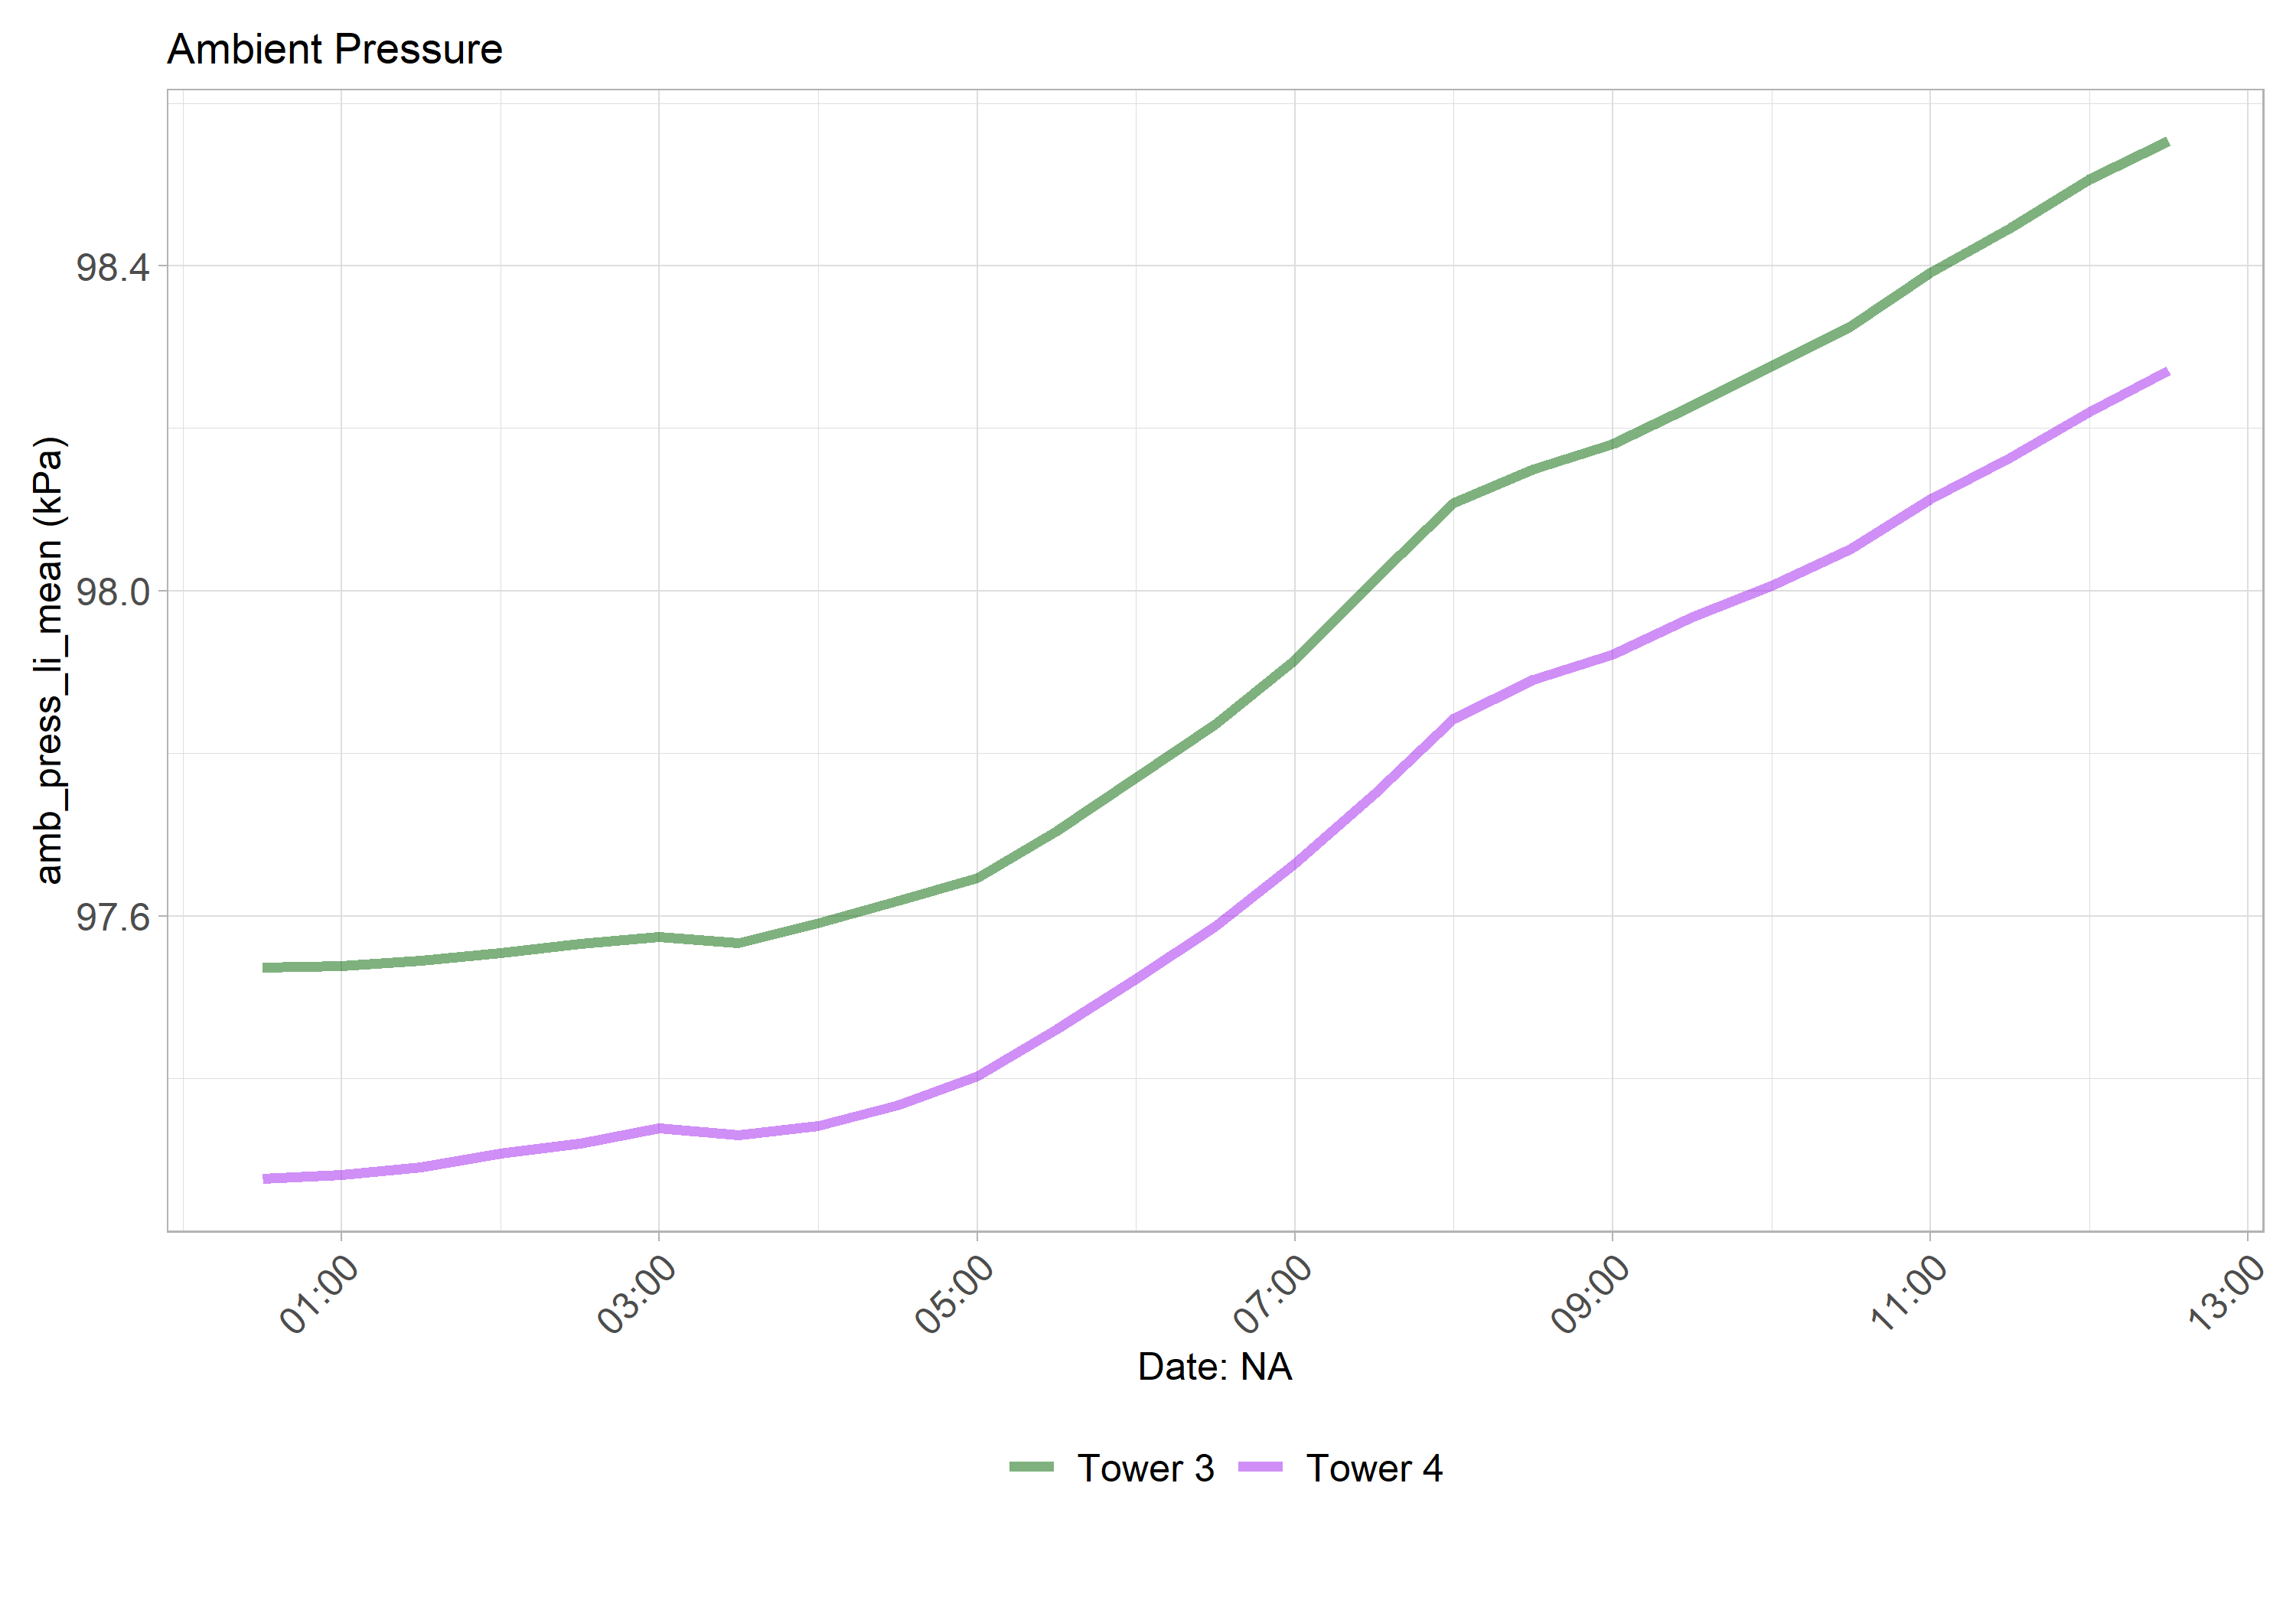 Ambient Pressure
amb_press_li_mean (kPa)
98.4
98.0
97.6
01:00 03:00 05:00 07:00 09:00 11:00 13:00
Date: NA
Tower 3 Tower 4